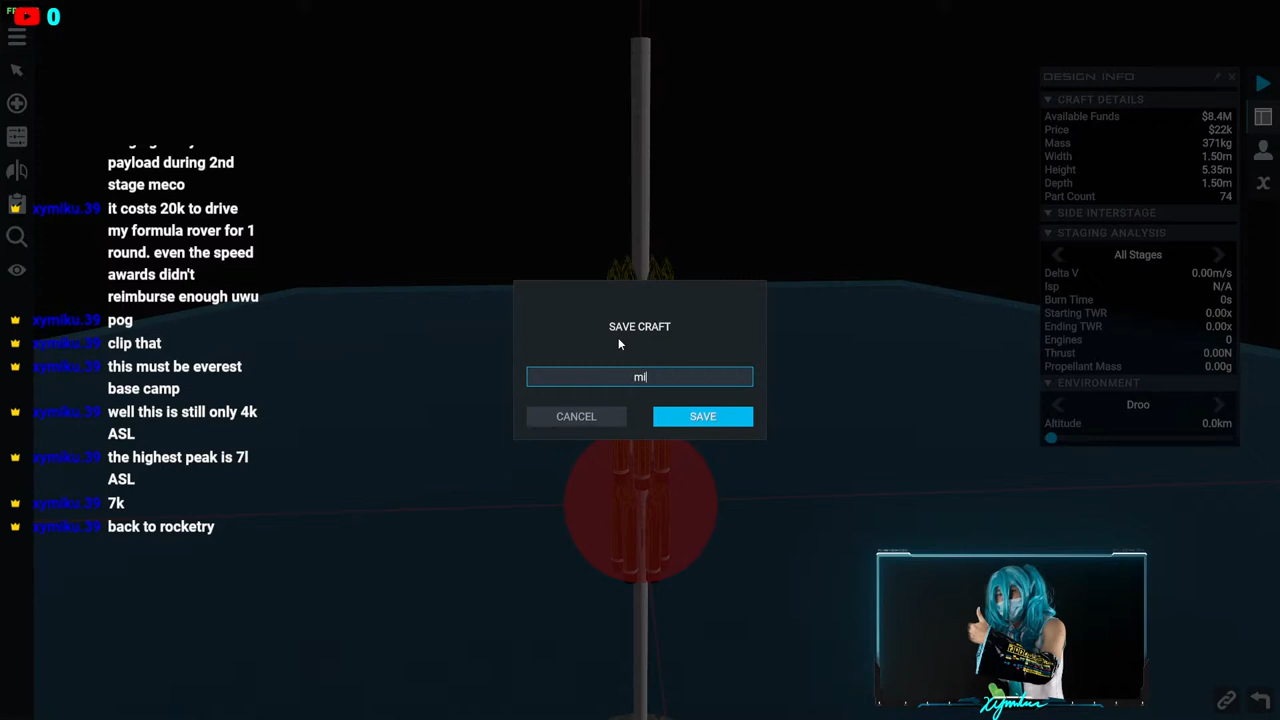 0
payload during 2nd
stage meco
xymiku.39 it costs 20k to drive
my formula rover for 1
round. even the speed
awards didn't
reimburse enough uwu
pog
clip that
this must be everest
base camp
xymiku.39 well this is still only 4k
ASL
xymiku.39 the highest peak is 7l
ASL
xymiku.39 7k
xymiku.39 back to rocketry
SAVE CRAFT
mi
CANCEL
SAVE
DESIGN INFO
CRAFT DETAILS
Available Funds $8.4M
Price $22k
Mass 371kg
Width 1.50m
Height 5.35m
Depth 1.50m
Part Count 74
SIDE INTERSTAGE
STAGING ANALYSIS
All Stages
Delta V 0.00m/s
Isp N/A
Burn Time 0s
Starting TWR 0.00x
Ending TWR 0.00x
Engines 0
Thrust 0.00N
Propellant Mass 0.00g
ENVIRONMENT
Droo
Altitude 0.0km
xymiku